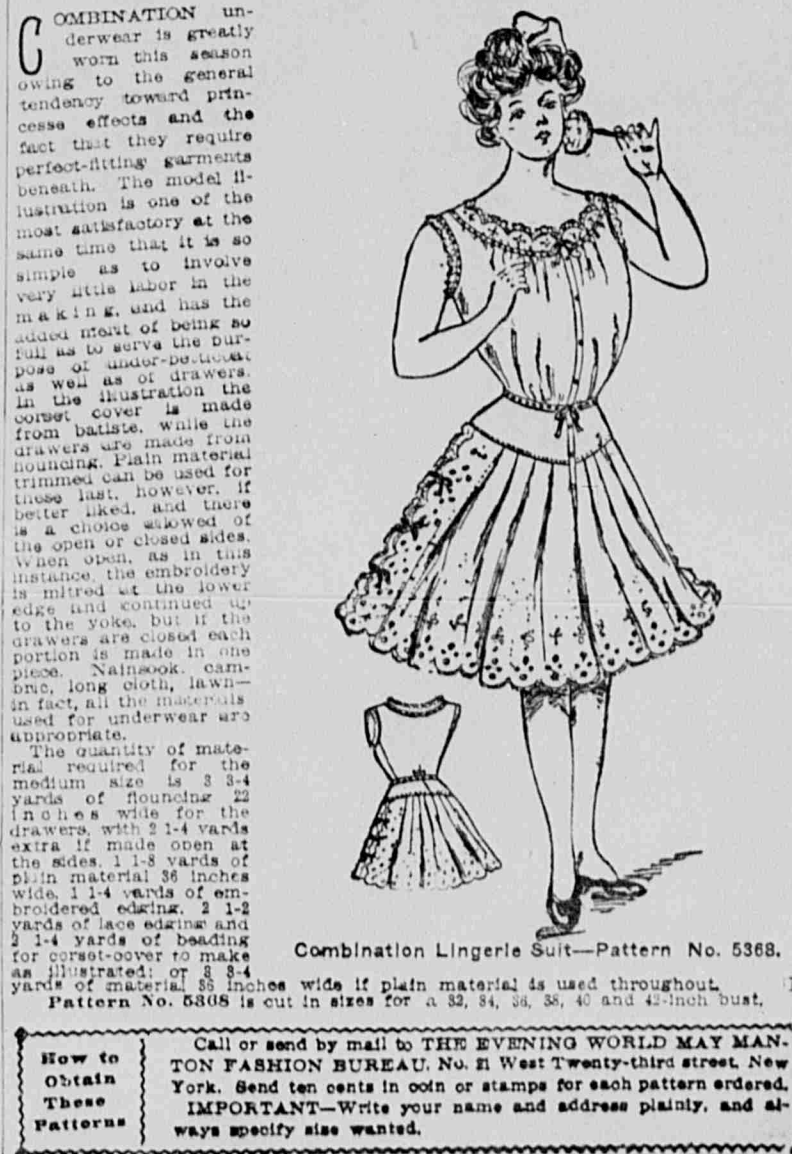 COMBINATION un-
derwear is greatly
worn this season
owing to the general
tendency toward prin-
cesse effects and the
fact that they require
perfect-fitting garments
beneath. The model il-
lustration is one of the
most satisfactory at the
same time that it is so
simple as to involve
very little labor in the
making, and has the
added merit of being so
full as to serve the pur-
pose of under-petticoat
as well as of drawers.
In the illustration the
corset cover is made
from batiste, while the
drawers are made from
flouncing. Plain material
trimmed can be used for
these last, however, if
better liked, and there
is a choice allowed of
the open or closed sides.
When open, as in this
instance, the embroidery
is mitred at the lower
edge and continued up
to the yoke, but if the
drawers are closed each
portion is made in one
piece. Nainsook, cam-
bric, long cloth, lawn—
in fact, all the materials
used for underwear are
appropriate.
The quantity of mate-
rial required for the
medium size is 3 3-4
yards of flouncing 22
inches wide for the
drawers, with 2 1-4 yards
extra if made open at
the sides, 1 1-8 yards of
plain material 36 inches
wide, 1 1-4 yards of em-
broidered edging, 2 1-2
yards of lace edging and
2 1-4 yards of beading
for corset-cover to make
as illustrated; or 3 3-4
yards of material 36 inches wide if plain material is used throughout.
Pattern No. 5368 is cut in sizes for a 32, 34, 36, 38, 40 and 42-inch bust.
Combination Lingerie Suit—Pattern No. 5368.
How to
Obtain
These
Patterns
Call or send by mail to THE EVENING WORLD MAY MAN-
TON FASHION BUREAU, No. 21 West Twenty-third street, New
York. Send ten cents in coin or stamps for each pattern ordered.
IMPORTANT—Write your name and address plainly, and al-
ways specify size wanted.